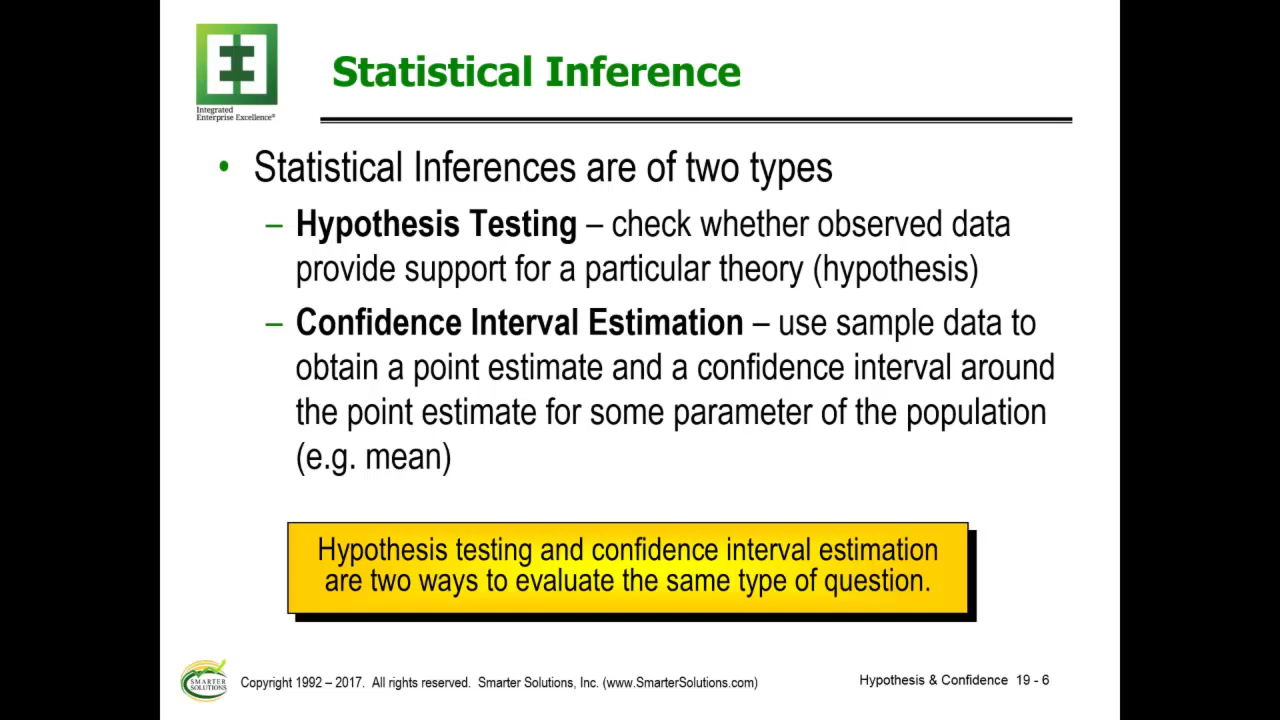 Statistical Inference
Integrated
Enterprise Excellence®
• Statistical Inferences are of two types
– Hypothesis Testing – check whether observed data
provide support for a particular theory (hypothesis)
– Confidence Interval Estimation – use sample data to
obtain a point estimate and a confidence interval around
the point estimate for some parameter of the population
(e.g. mean)
Hypothesis testing and confidence interval estimation
are two ways to evaluate the same type of question.
SMARTER
SOLUTIONS
Copyright 1992 – 2017. All rights reserved. Smarter Solutions, Inc. (www.SmarterSolutions.com)
Hypothesis & Confidence 19 - 6